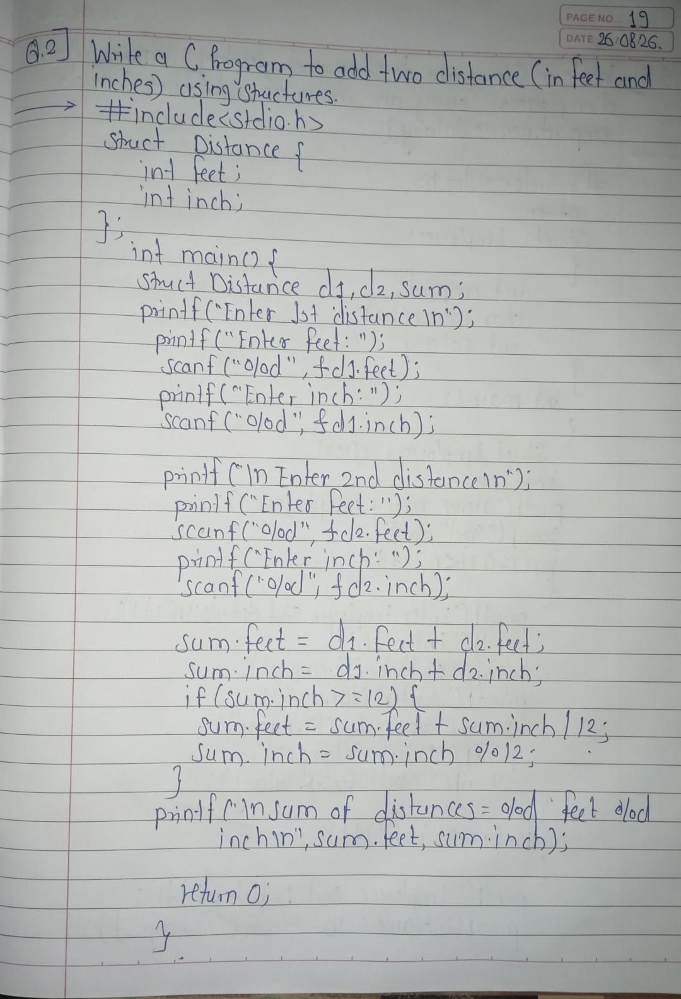 PAGE NO. 19
DATE 26/08/26.
Q.2] Write a C Program to add two distance (in feet and
inches) using structures.
#include<stdio.h>
struct Distance {
int feet;
int inch;
};
int main() {
struct Distance d1, d2, sum;
printf("Enter 1st distance \n");
printf("Enter feet: ");
scanf("%d", &d1.feet);
printf("Enter inch: ");
scanf("%d", &d1.inch);
printf("\n Enter 2nd distance \n");
printf("Enter feet: ");
scanf("%d", &d2.feet);
printf("Enter inch: ");
scanf("%d", &d2.inch);
sum.feet = d1.feet + d2.feet;
sum.inch = d1.inch + d2.inch;
if (sum.inch >= 12) {
sum.feet = sum.feet + sum.inch / 12;
sum.inch = sum.inch % 12;
}
printf("\n sum of distances = %d feet %d
inch\n", sum.feet, sum.inch);
return 0;
}